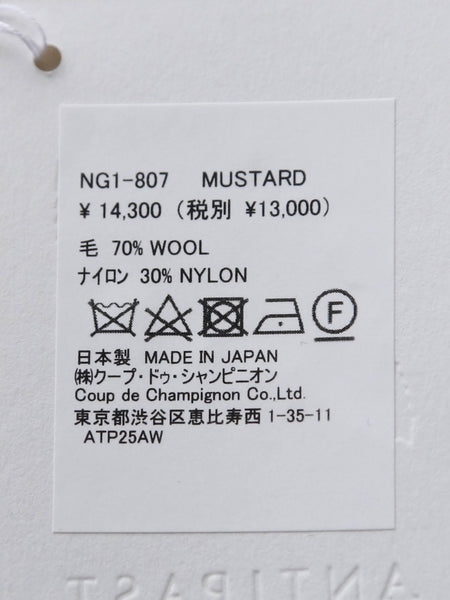 NG1-807 MUSTARD
¥ 14,300 (税別 ¥13,000)
毛 70% WOOL
ナイロン 30% NYLON
F
日本製 MADE IN JAPAN
㈱クープ・ドゥ・シャンピニオン
Coup de Champignon Co.,Ltd.
東京都渋谷区恵比寿西 1-35-11
ATP25AW
ANTIPAST